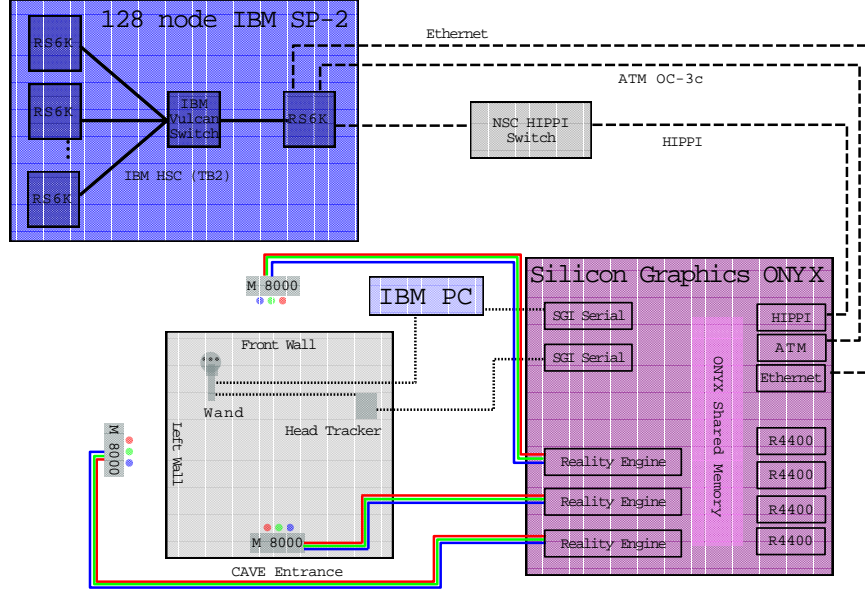 128 node IBM SP-2
RS6K
RS6K
RS6K
IBM
Vulcan
Switch
RS6K
IBM HSC (TB2)
Ethernet
ATM OC-3c
NSC HIPPI
Switch
HIPPI
M 8000
IBM PC
Silicon Graphics ONYX
SGI Serial
SGI Serial
HIPPI
ATM
Ethernet
ONYX Shared Memory
R4400
R4400
R4400
R4400
Reality Engine
Reality Engine
Reality Engine
Front Wall
Wand
Head Tracker
Left Wall
M 8000
M 8000
CAVE Entrance